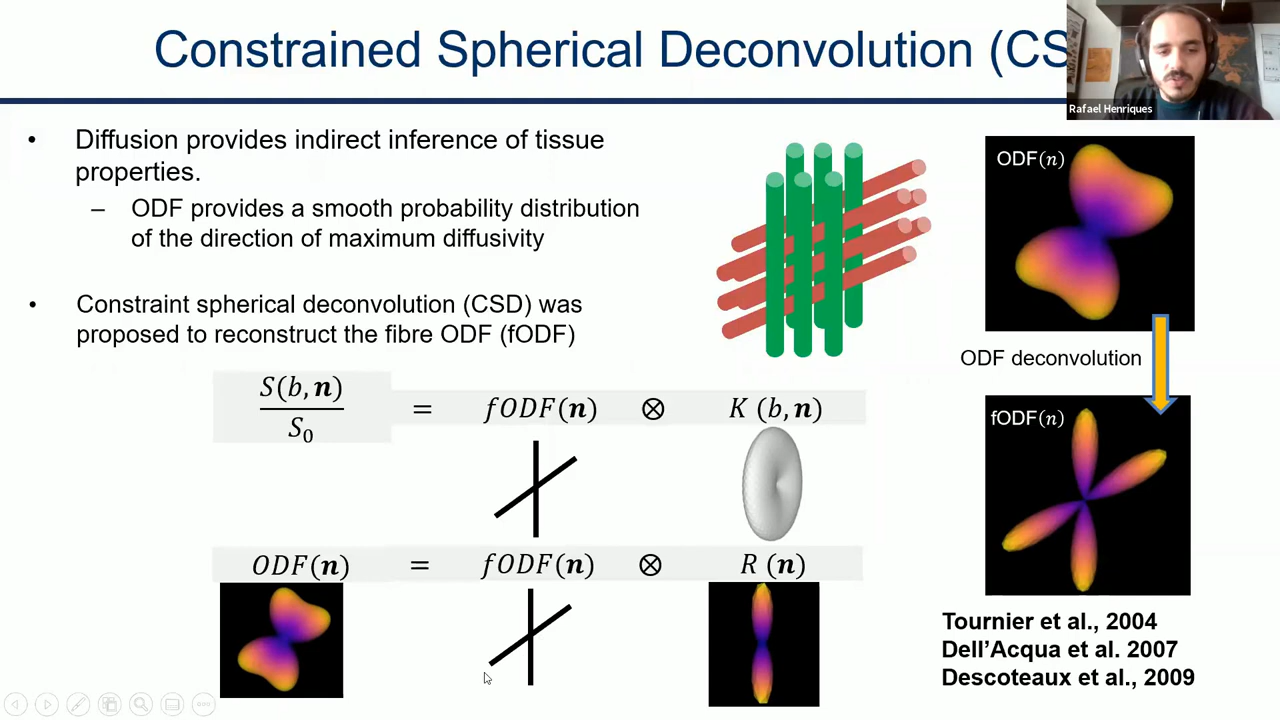 Constrained Spherical Deconvolution (CS
Rafael Henriques
• Diffusion provides indirect inference of tissue
properties.
– ODF provides a smooth probability distribution
of the direction of maximum diffusivity
• Constraint spherical deconvolution (CSD) was
proposed to reconstruct the fibre ODF (fODF)
S(b, n)
S0
= fODF(n) ⊗ K (b, n)
ODF(n) = fODF(n) ⊗ R (n)
ODF(n)
ODF deconvolution
fODF(n)
Tournier et al., 2004
Dell’Acqua et al. 2007
Descoteaux et al., 2009